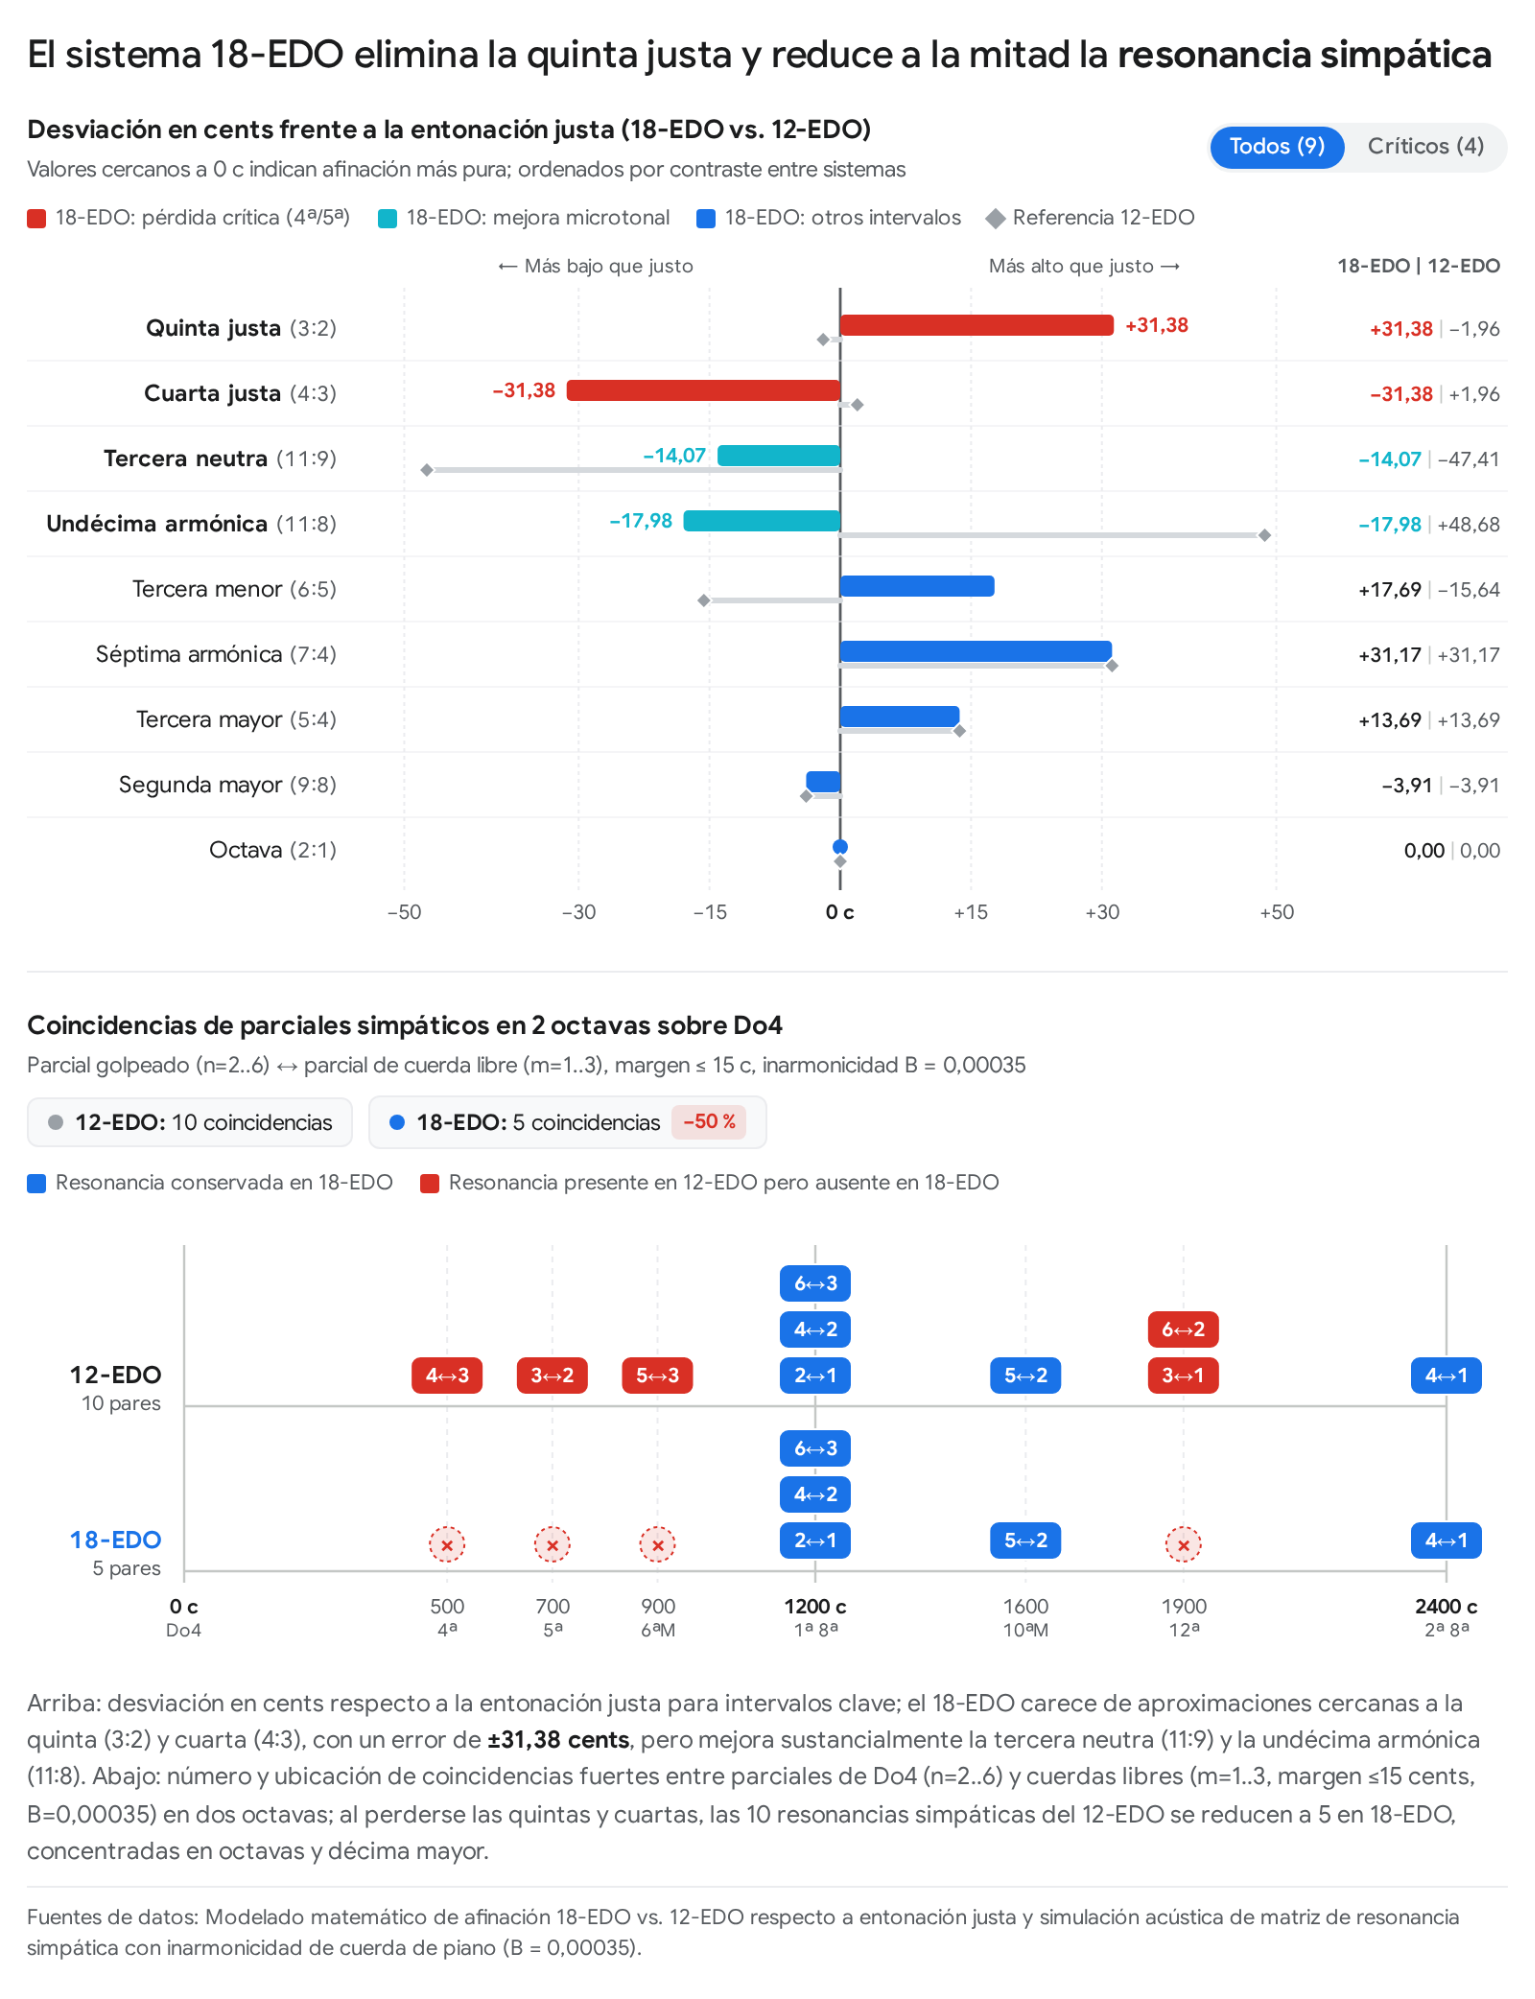 El sistema 18-EDO elimina la quinta justa y reduce a la mitad la resonancia simpática
Desviación en cents frente a la entonación justa (18-EDO vs. 12-EDO)
Valores cercanos a 0 c indican afinación más pura; ordenados por contraste entre sistemas
Todos (9) Críticos (4)
18-EDO: pérdida crítica (4ª/5ª) 18-EDO: mejora microtonal 18-EDO: otros intervalos Referencia 12-EDO
← Más bajo que justo Más alto que justo → 18-EDO | 12-EDO
Quinta justa (3:2) +31,38 +31,38 | −1,96
Cuarta justa (4:3) −31,38 −31,38 | +1,96
Tercera neutra (11:9) −14,07 −14,07 | −47,41
Undécima armónica (11:8) −17,98 −17,98 | +48,68
Tercera menor (6:5) +17,69 | −15,64
Séptima armónica (7:4) +31,17 | +31,17
Tercera mayor (5:4) +13,69 | +13,69
Segunda mayor (9:8) −3,91 | −3,91
Octava (2:1) 0,00 | 0,00
−50 −30 −15 0 c +15 +30 +50
Coincidencias de parciales simpáticos en 2 octavas sobre Do4
Parcial golpeado (n=2..6) ↔ parcial de cuerda libre (m=1..3), margen ≤ 15 c, inarmonicidad B = 0,00035
12-EDO: 10 coincidencias 18-EDO: 5 coincidencias −50 %
Resonancia conservada en 18-EDO Resonancia presente en 12-EDO pero ausente en 18-EDO
6↔3
4↔2 6↔2
12-EDO 4↔3 3↔2 5↔3 2↔1 5↔2 3↔1 4↔1
10 pares
6↔3
4↔2
18-EDO × × × 2↔1 5↔2 × 4↔1
5 pares
0 c 500 700 900 1200 c 1600 1900 2400 c
Do4 4ª 5ª 6ªM 1ª 8ª 10ªM 12ª 2ª 8ª
Arriba: desviación en cents respecto a la entonación justa para intervalos clave; el 18-EDO carece de aproximaciones cercanas a la
quinta (3:2) y cuarta (4:3), con un error de ±31,38 cents, pero mejora sustancialmente la tercera neutra (11:9) y la undécima armónica
(11:8). Abajo: número y ubicación de coincidencias fuertes entre parciales de Do4 (n=2..6) y cuerdas libres (m=1..3, margen ≤15 cents,
B=0,00035) en dos octavas; al perderse las quintas y cuartas, las 10 resonancias simpáticas del 12-EDO se reducen a 5 en 18-EDO,
concentradas en octavas y décima mayor.
Fuentes de datos: Modelado matemático de afinación 18-EDO vs. 12-EDO respecto a entonación justa y simulación acústica de matriz de resonancia
simpática con inarmonicidad de cuerda de piano (B = 0,00035).